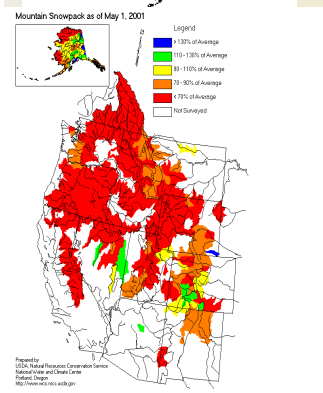 Mountain Snowpack as of May 1, 2001
Legend
> 130% of Average
110 - 130% of Average
90 - 110% of Average
70 - 90% of Average
< 70% of Average
Not Surveyed
Prepared by
USDA, Natural Resources Conservation Service
National Water and Climate Center
Portland, Oregon
http://www.wcc.nrcs.usda.gov